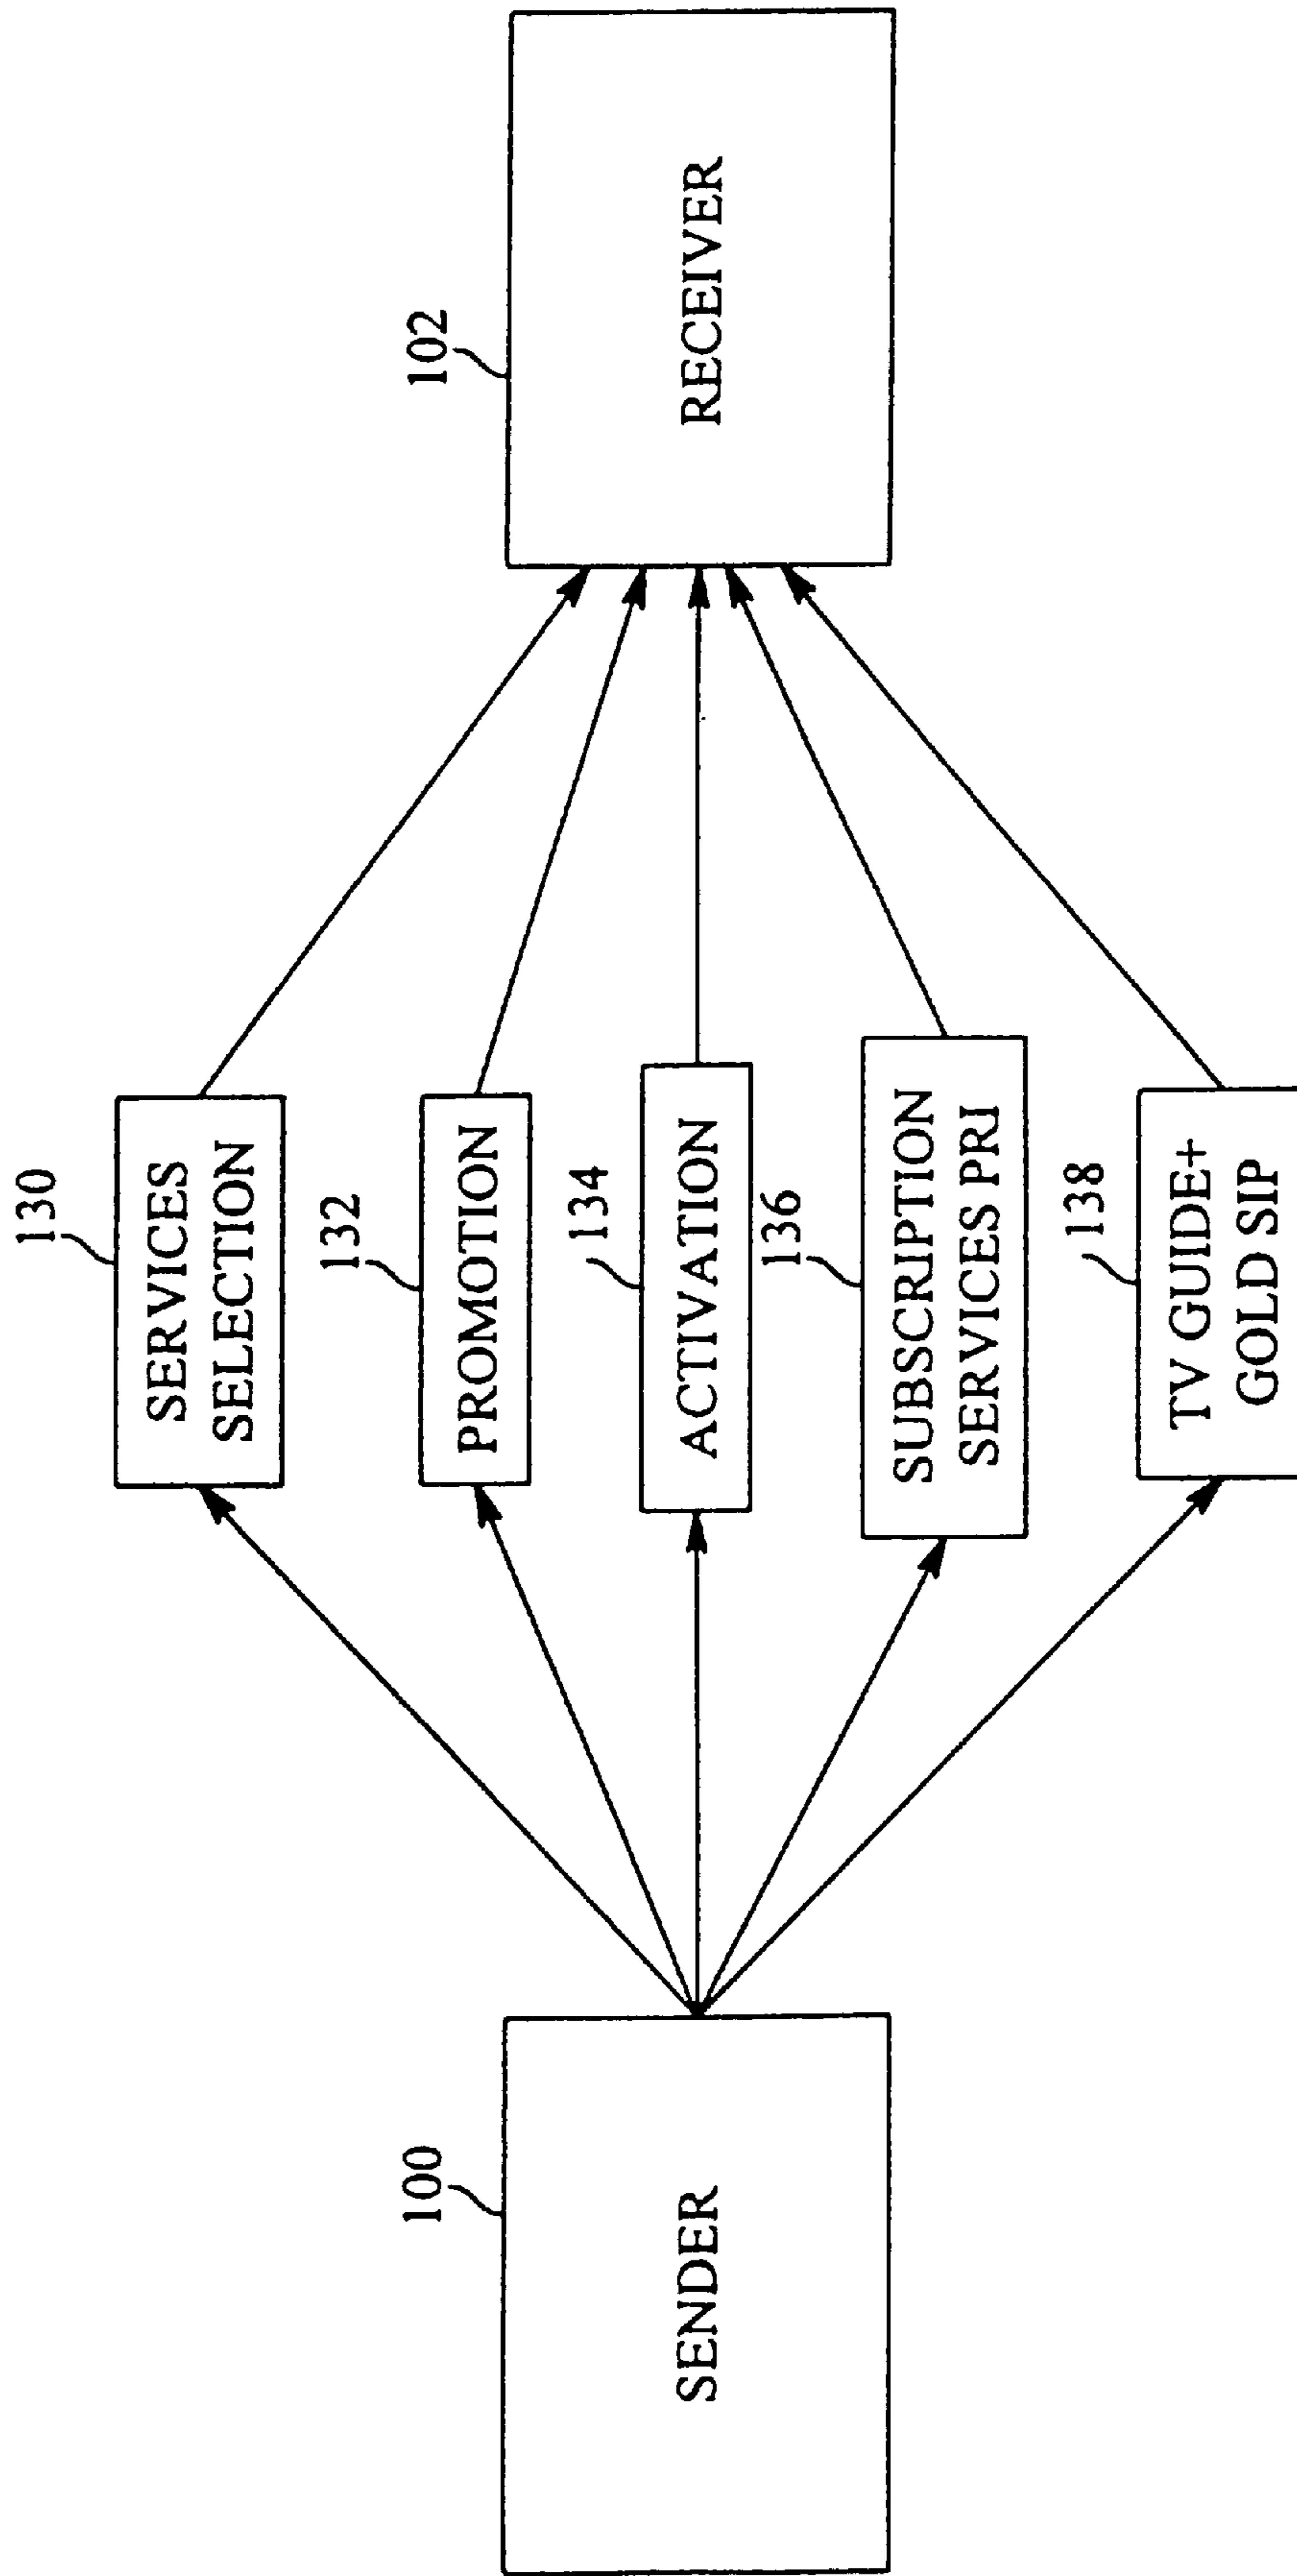 100
SENDER
130
SERVICES
SELECTION
132
PROMOTION
134
ACTIVATION
136
SUBSCRIPTION
SERVICES PRI
138
TV GUIDE+
GOLD SIP
102
RECEIVER